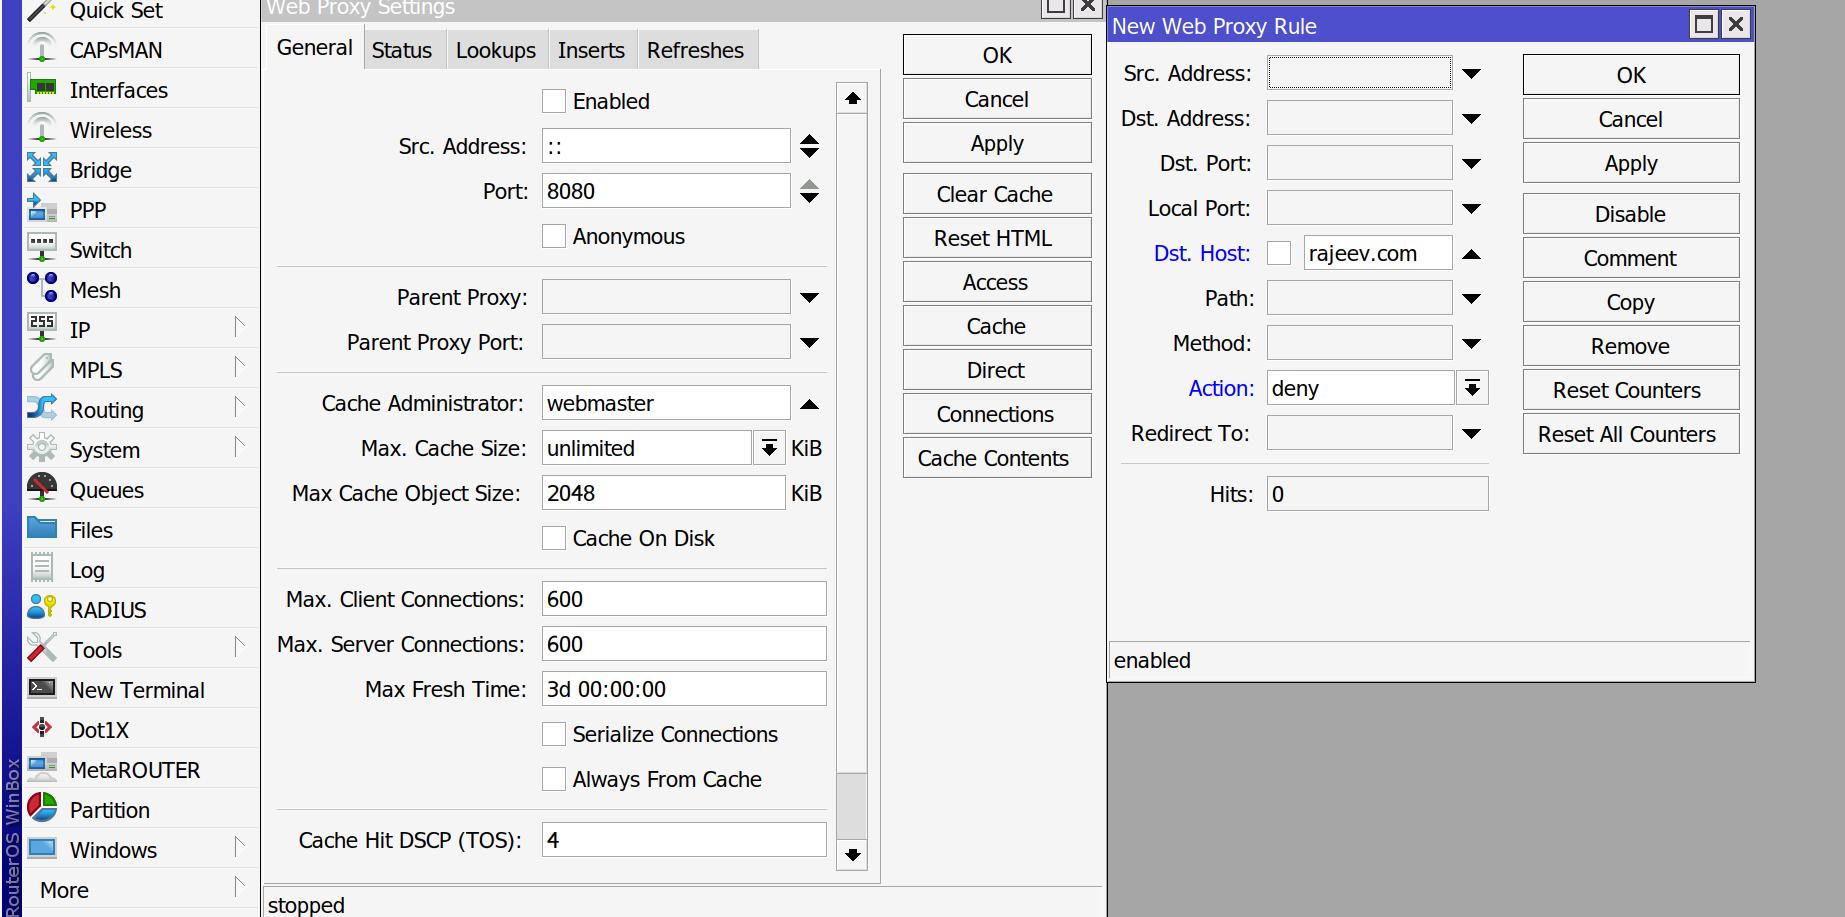 Quick Set
CAPsMAN
Interfaces
Wireless
Bridge
PPP
Switch
Mesh
255
IP
MPLS
Routing
System
Queues
Files
Log
RADIUS
Tools
New Terminal
Dot1X
MetaROUTER
Partition
Windows
More
RouterOS WinBox
Web Proxy Settings
General Status Lookups Inserts Refreshes
Enabled
Src. Address: ::
Port: 8080
Anonymous
Parent Proxy:
Parent Proxy Port:
Cache Administrator: webmaster
Max. Cache Size: unlimited KiB
Max Cache Object Size: 2048 KiB
Cache On Disk
Max. Client Connections: 600
Max. Server Connections: 600
Max Fresh Time: 3d 00:00:00
Serialize Connections
Always From Cache
Cache Hit DSCP (TOS): 4
stopped
OK
Cancel
Apply
Clear Cache
Reset HTML
Access
Cache
Direct
Connections
Cache Contents
New Web Proxy Rule
Src. Address:
Dst. Address:
Dst. Port:
Local Port:
Dst. Host: rajeev.com
Path:
Method:
Action: deny
Redirect To:
Hits: 0
enabled
OK
Cancel
Apply
Disable
Comment
Copy
Remove
Reset Counters
Reset All Counters